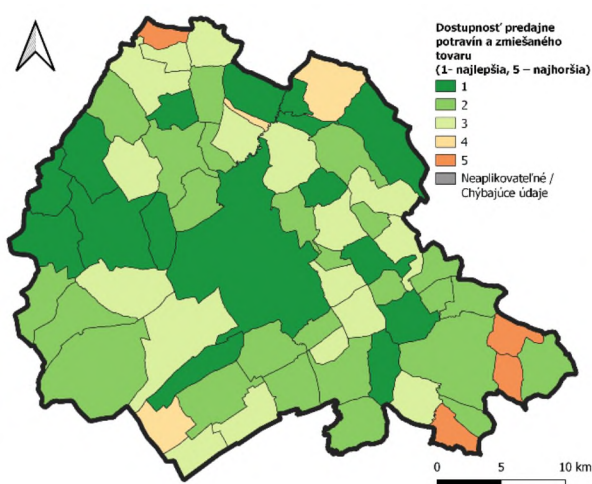 Dostupnosť predajne
potravín a zmiešaného
tovaru
(1- najlepšia, 5 – najhoršia)
1
2
3
4
5
Neaplikovateľné /
Chýbajúce údaje
0 5 10 km